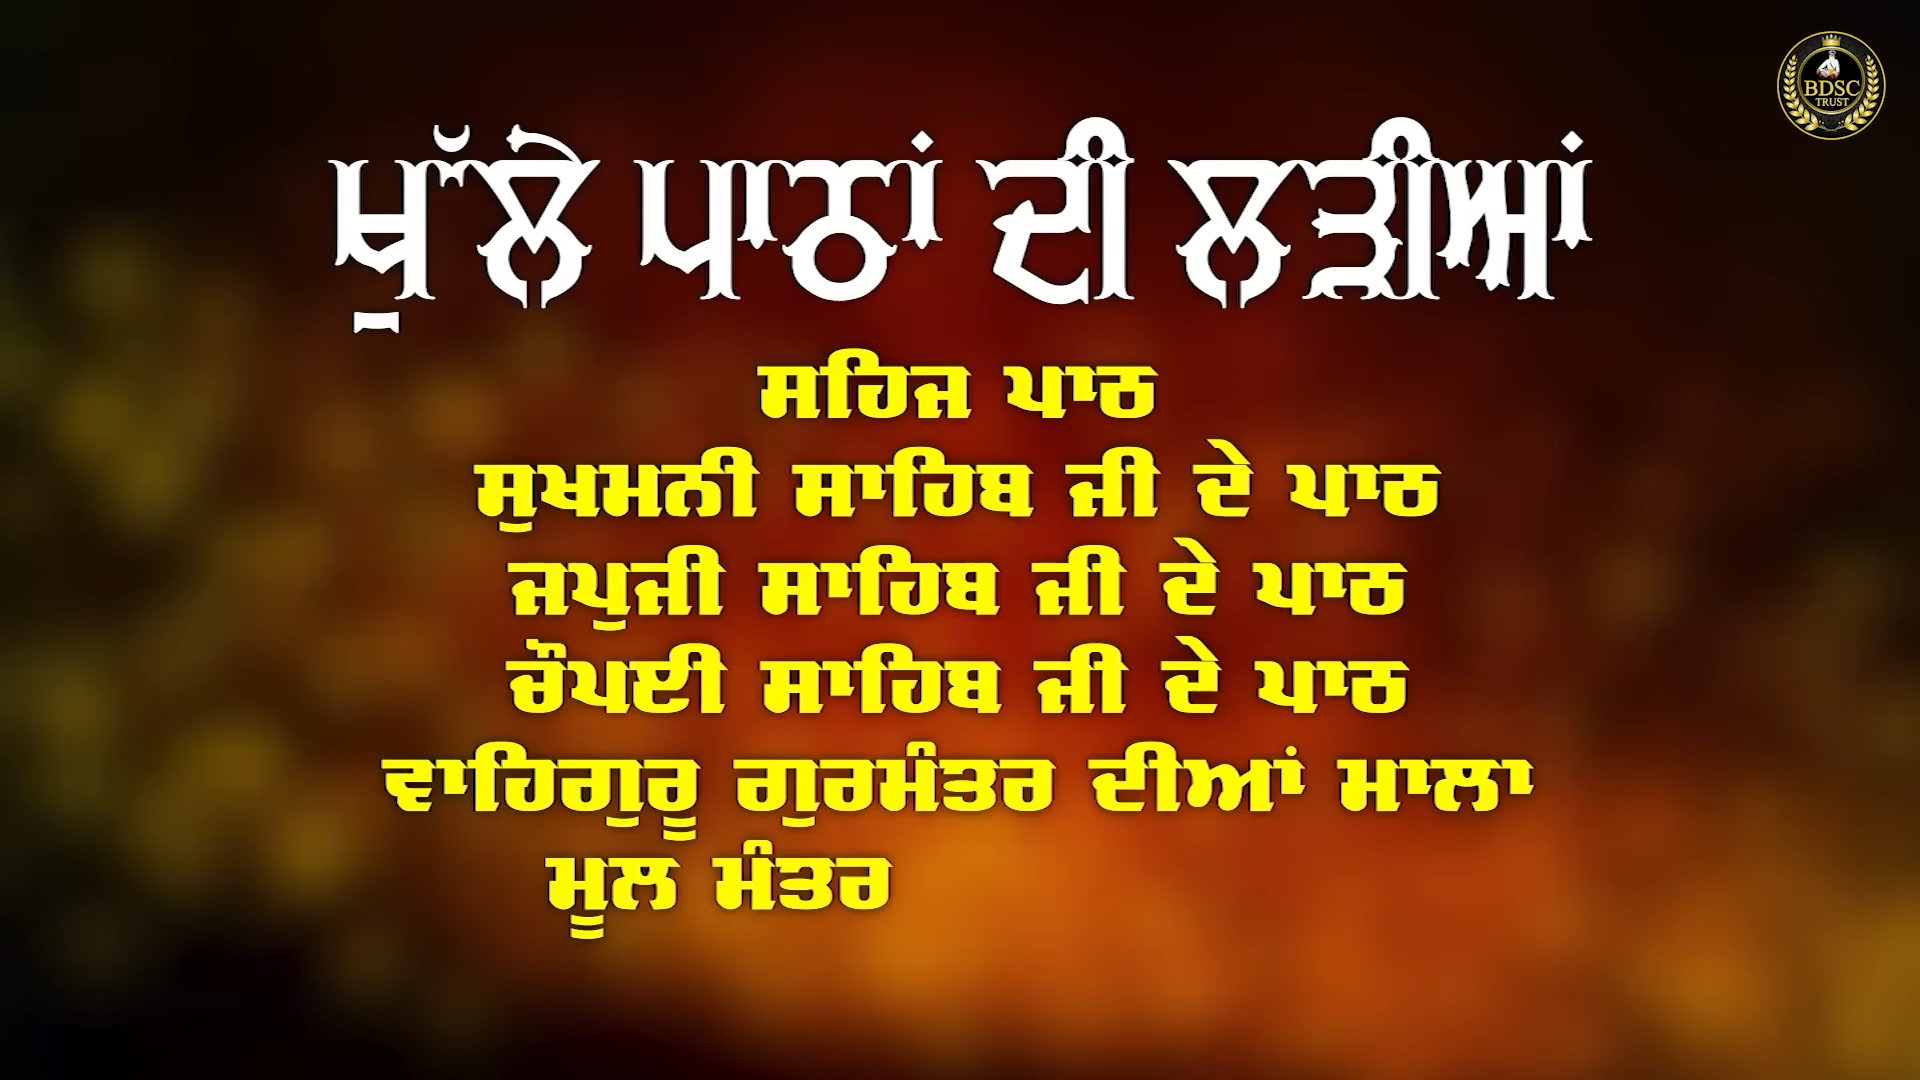 BDSC
TRUST
ਖੁੱਲੇ ਪਾਠਾਂ ਦੀ ਲੜੀਆਂ
ਸਹਿਜ ਪਾਠ
ਸੁਖਮਨੀ ਸਾਹਿਬ ਜੀ ਦੇ ਪਾਠ
ਜਪੁਜੀ ਸਾਹਿਬ ਜੀ ਦੇ ਪਾਠ
ਚੌਪਈ ਸਾਹਿਬ ਜੀ ਦੇ ਪਾਠ
ਵਾਹਿਗੁਰੂ ਗੁਰਮੰਤਰ ਦੀਆਂ ਮਾਲਾ
ਮੂਲ ਮੰਤਰ